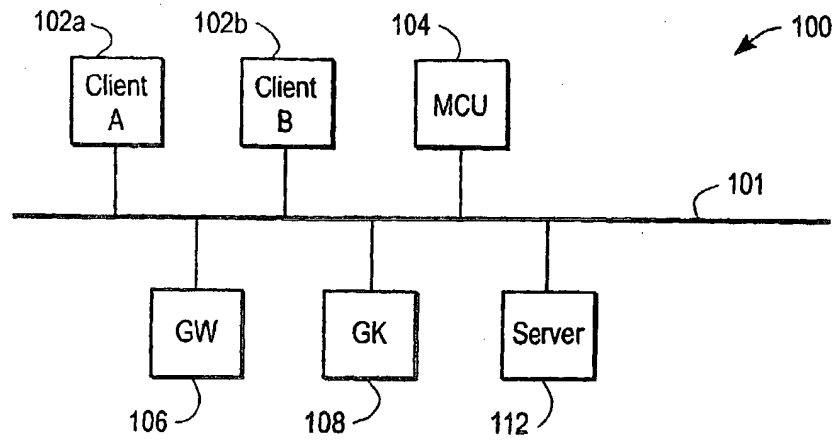 102a
102b
104
100
Client
A
Client
B
MCU
101
GW
GK
Server
106
108
112